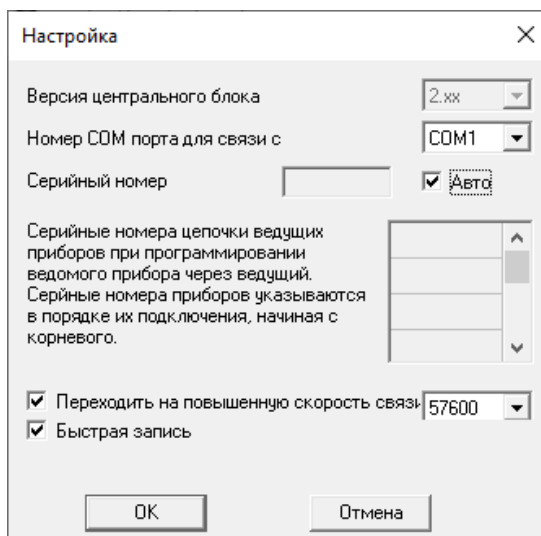 Настройка
Версия центрального блока
2.xx
Номер COM порта для связи с
COM1
Серийный номер
Авто
Серийные номера цепочки ведущих
приборов при программировании
ведомого прибора через ведущий.
Серйные номера приборов указываются
в порядке их подключения, начиная с
корневого.
Переходить на повышенную скорость связи
57600
Быстрая запись
OK
Отмена